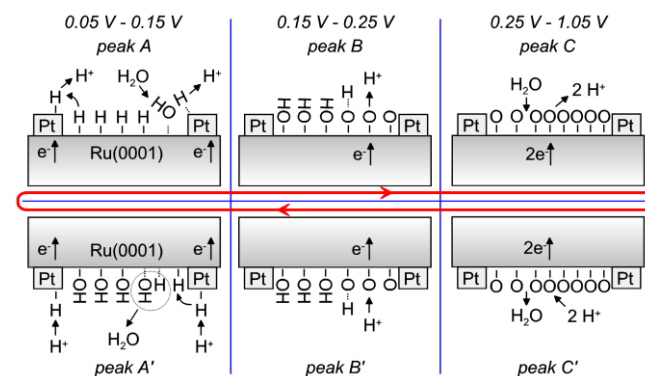 0.05 V - 0.15 V
peak A
0.15 V - 0.25 V
peak B
0.25 V - 1.05 V
peak C
H⁺ H₂O H⁺
H H H H H HO H
Pt Pt
e⁻ Ru(0001) e⁻
H⁺
H H H H
O O O O O O
Pt Pt
e⁻
H₂O 2 H⁺
Pt O O O O O O O O Pt
2e⁻
e⁻ Ru(0001) e⁻
Pt Pt
O O O O H H
H H H H
H H
H⁺ H₂O H⁺
peak A'
e⁻
Pt Pt
O O O O O O
H H H H
H⁺
peak B'
2e⁻
Pt O O O O O O O O Pt
H₂O 2 H⁺
peak C'